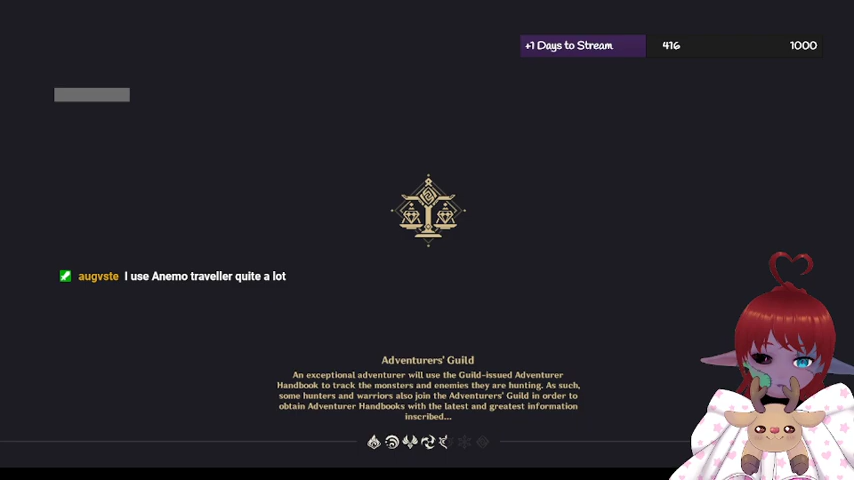 +1 Days to Stream 416 1000
augvste I use Anemo traveller quite a lot
Adventurers' Guild
An exceptional adventurer will use the Guild-issued Adventurer
Handbook to track the monsters and enemies they are hunting. As such,
some hunters and warriors also join the Adventurers' Guild in order to
obtain Adventurer Handbooks with the latest and greatest information
inscribed...